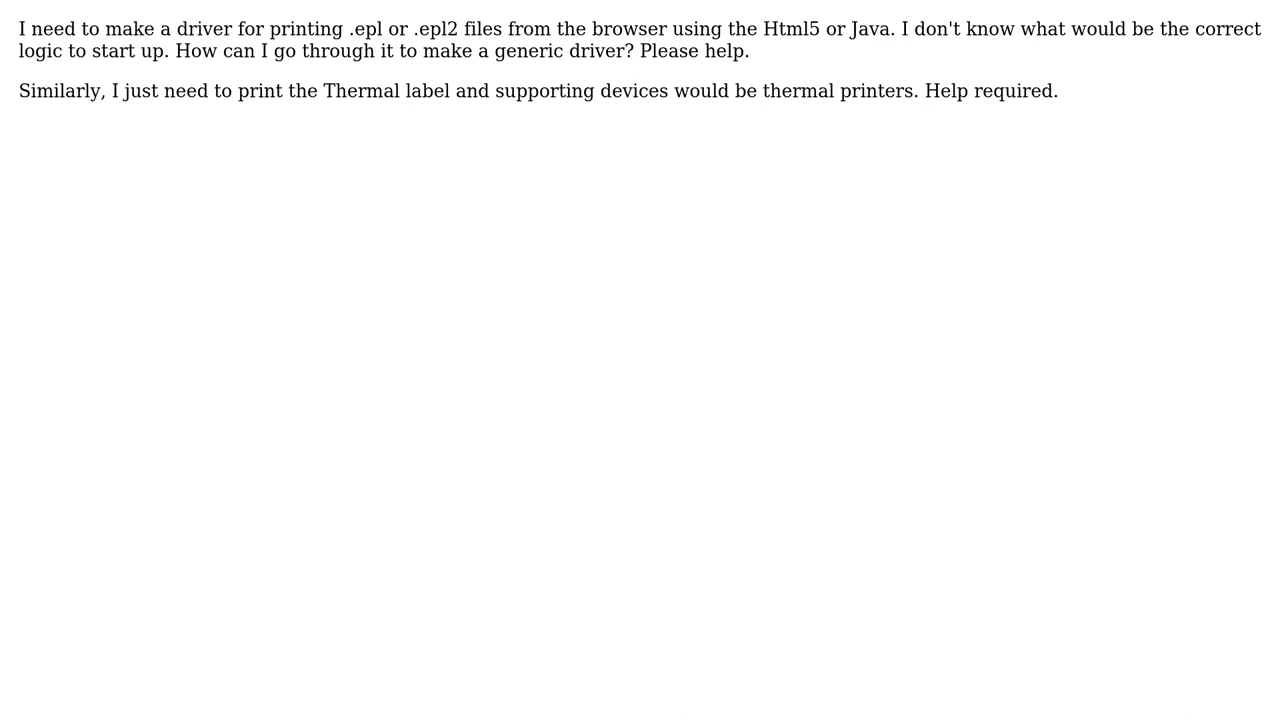 I need to make a driver for printing .epl or .epl2 files from the browser using the Html5 or Java. I don't know what would be the correct
logic to start up. How can I go through it to make a generic driver? Please help.
Similarly, I just need to print the Thermal label and supporting devices would be thermal printers. Help required.